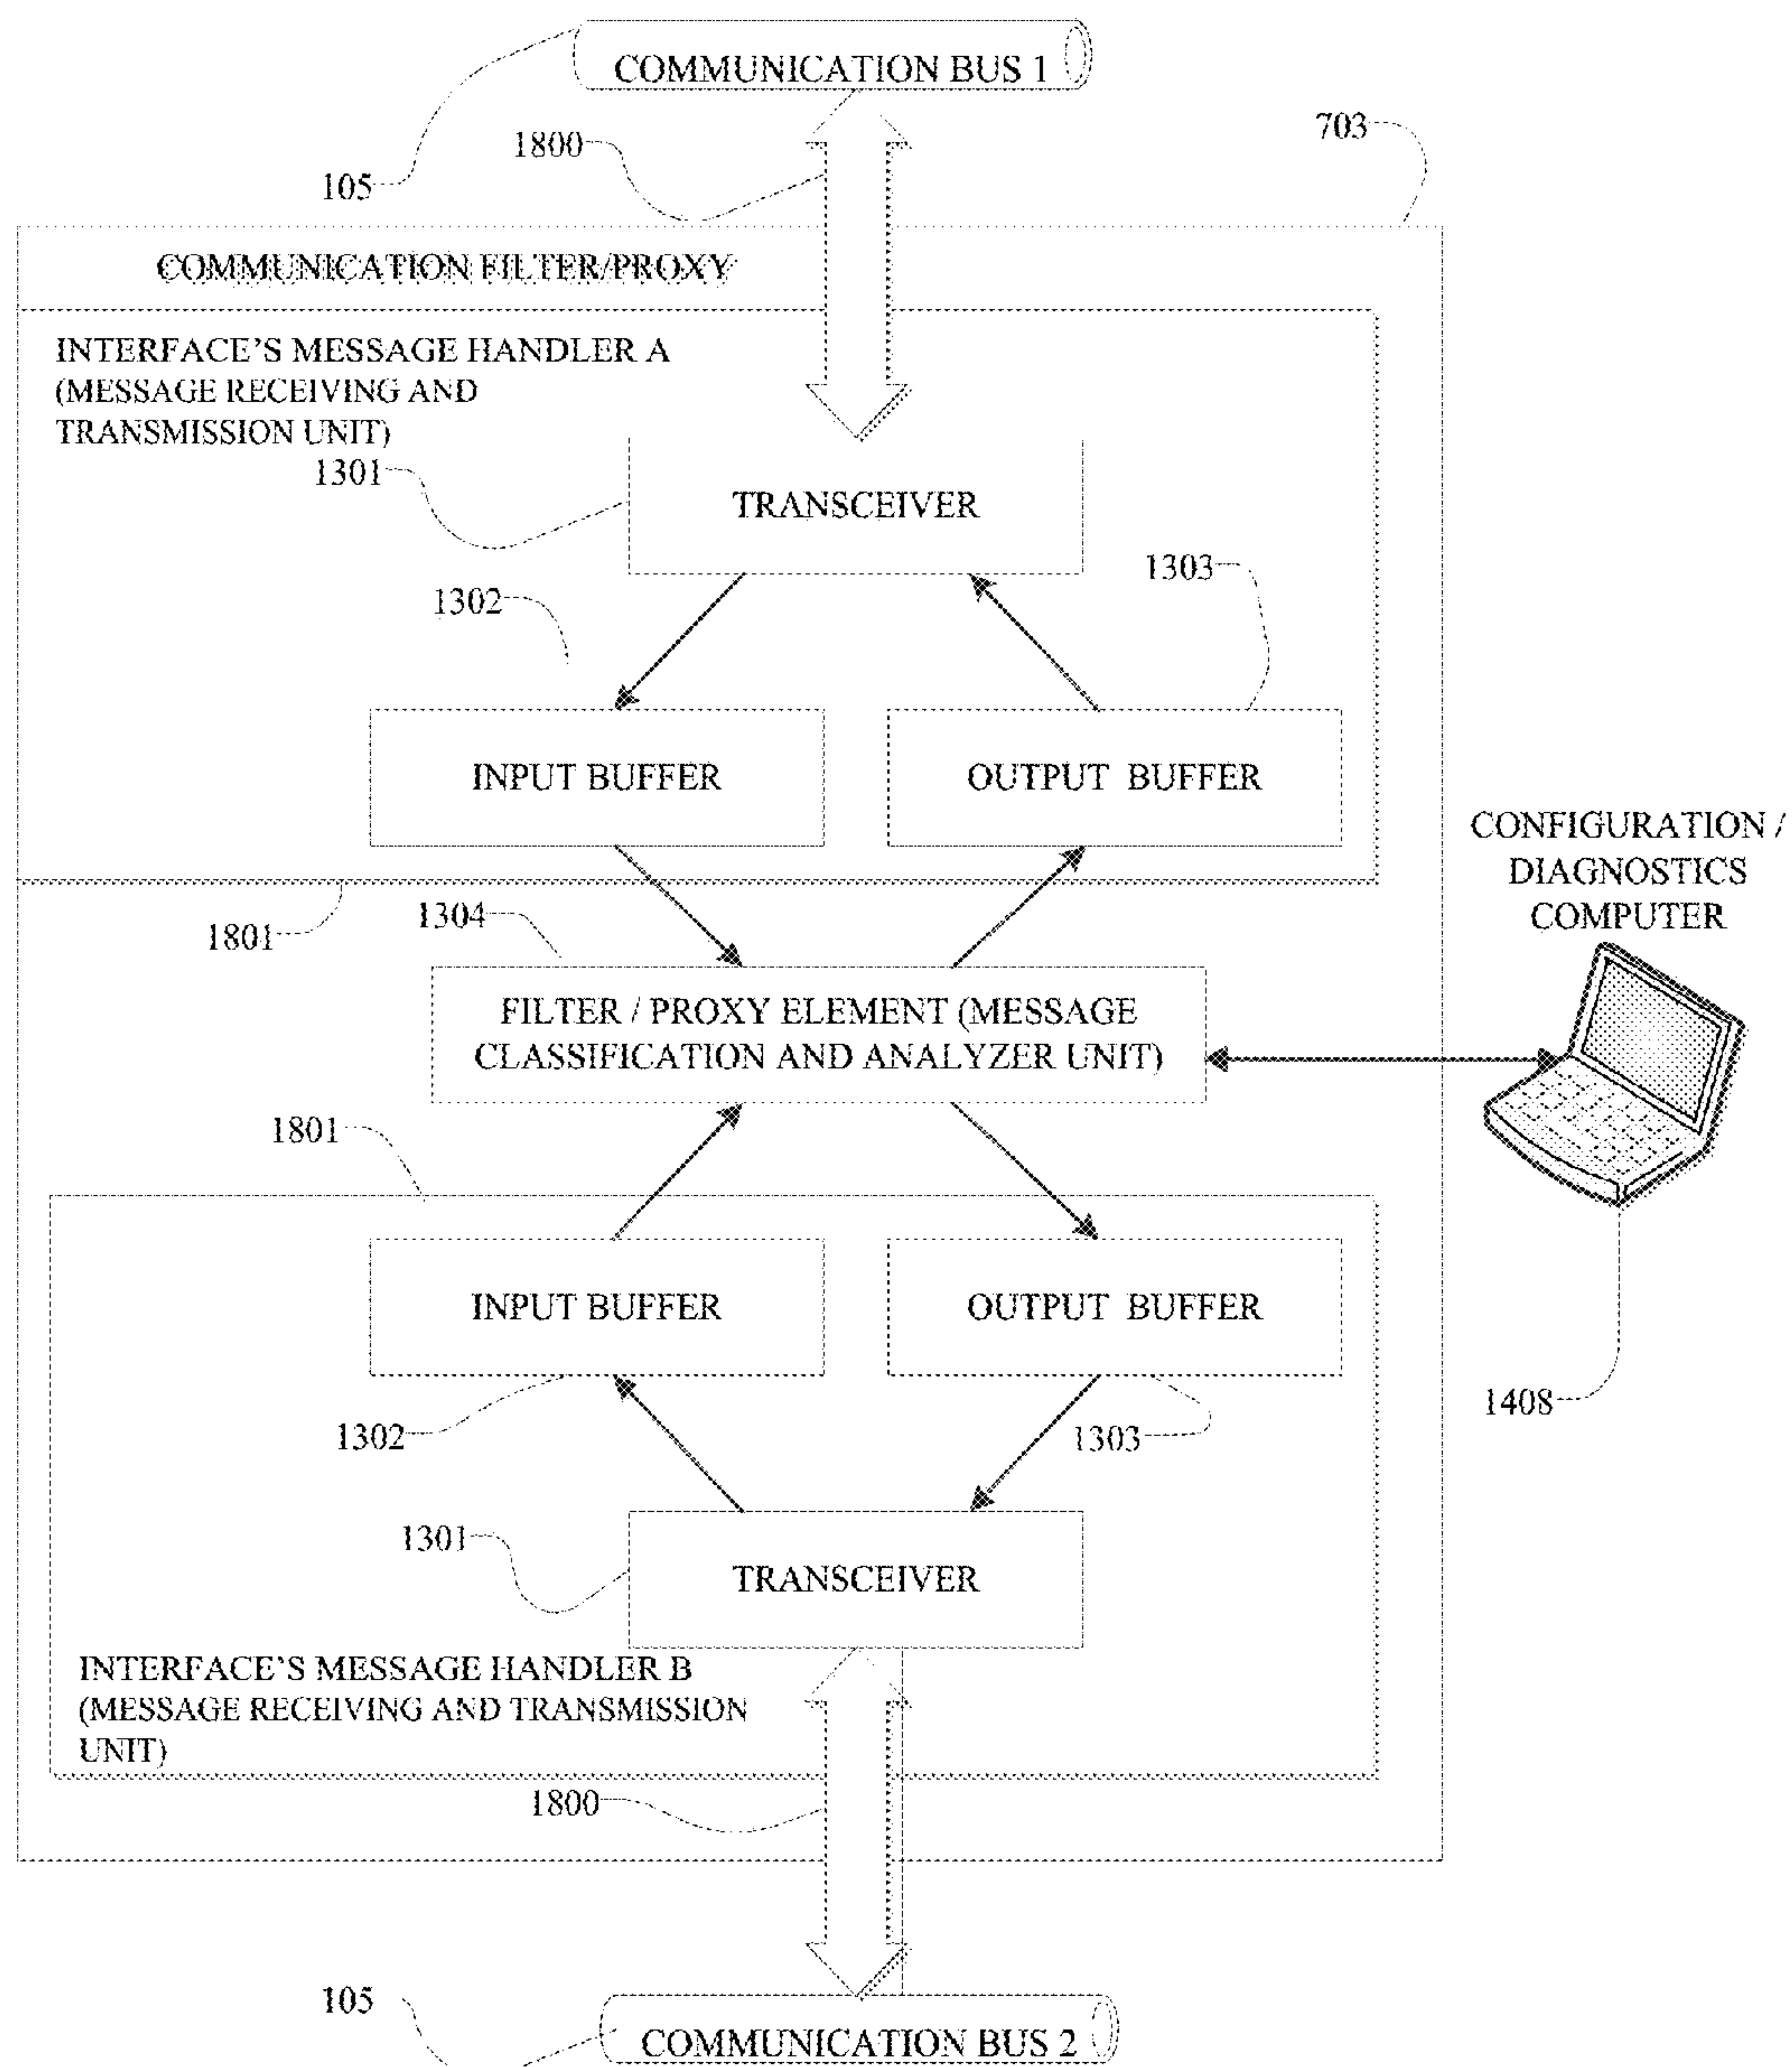 COMMUNICATION BUS 1
703
1800
105
COMMUNICATION FILTER/PROXY
INTERFACE'S MESSAGE HANDLER A
(MESSAGE RECEIVING AND
TRANSMISSION UNIT)
1301
TRANSCEIVER
1303
1302
INPUT BUFFER
OUTPUT BUFFER
CONFIGURATION /
DIAGNOSTICS
COMPUTER
1304
1801
FILTER / PROXY ELEMENT (MESSAGE
CLASSIFICATION AND ANALYZER UNIT)
1801
INPUT BUFFER
OUTPUT BUFFER
1408
1302
1303
1301
TRANSCEIVER
INTERFACE'S MESSAGE HANDLER B
(MESSAGE RECEIVING AND TRANSMISSION
UNIT)
1800
105
COMMUNICATION BUS 2